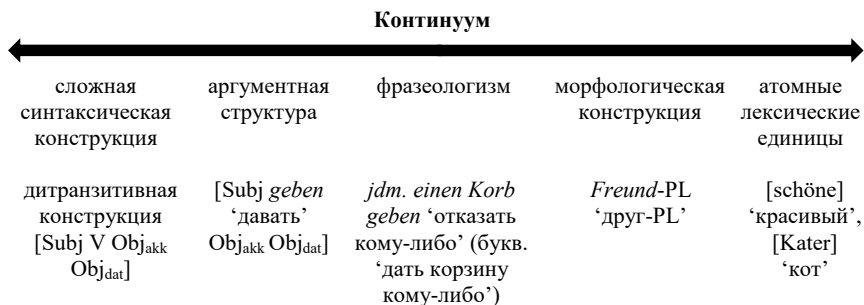 Континуум
сложная синтаксическая конструкция
аргументная структура
фразеологизм
морфологическая конструкция
атомные лексические единицы
дитранзитивная конструкция [Subj V Objakk Objdat]
[Subj geben ‘давать’ Objakk Objdat]
jdm. einen Korb geben ‘отказать кому-либо’ (букв. ‘дать корзину кому-либо’)
Freund-PL ‘друг-PL’
[schöne] ‘красивый’, [Kater] ‘кот’